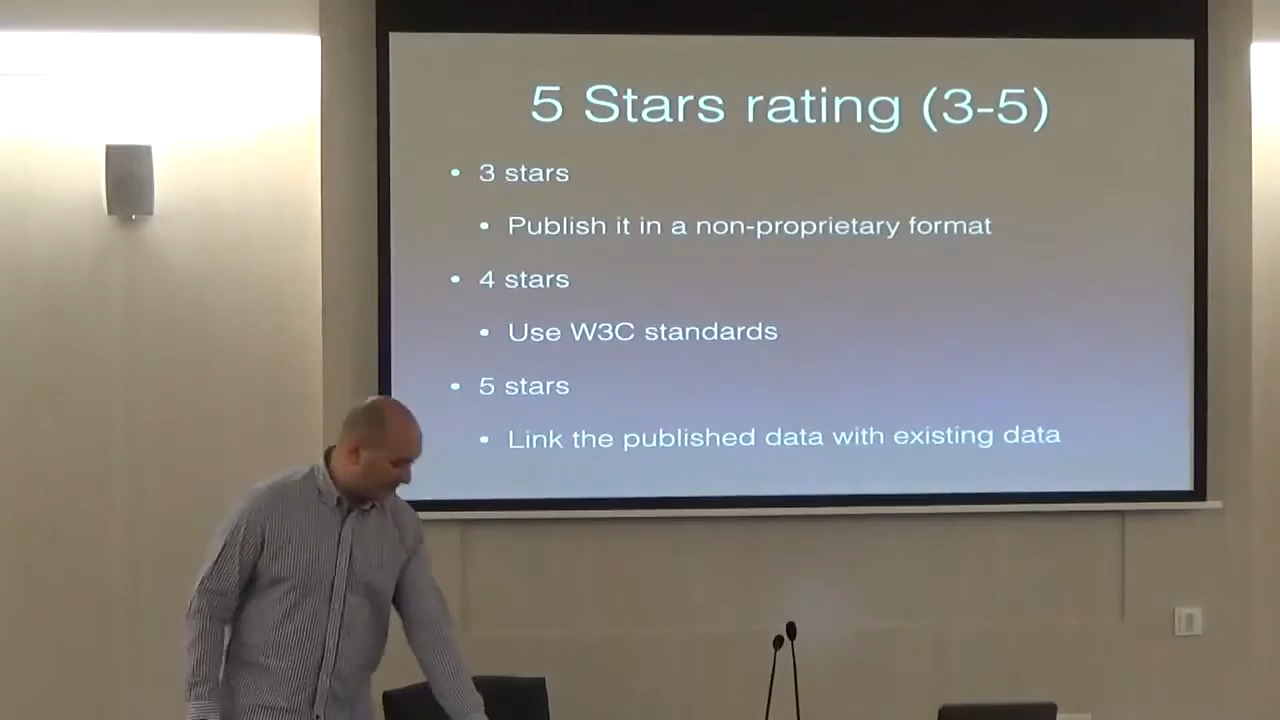 5 Stars rating (3-5)
• 3 stars
• Publish it in a non-proprietary format
• 4 stars
• Use W3C standards
• 5 stars
• Link the published data with existing data